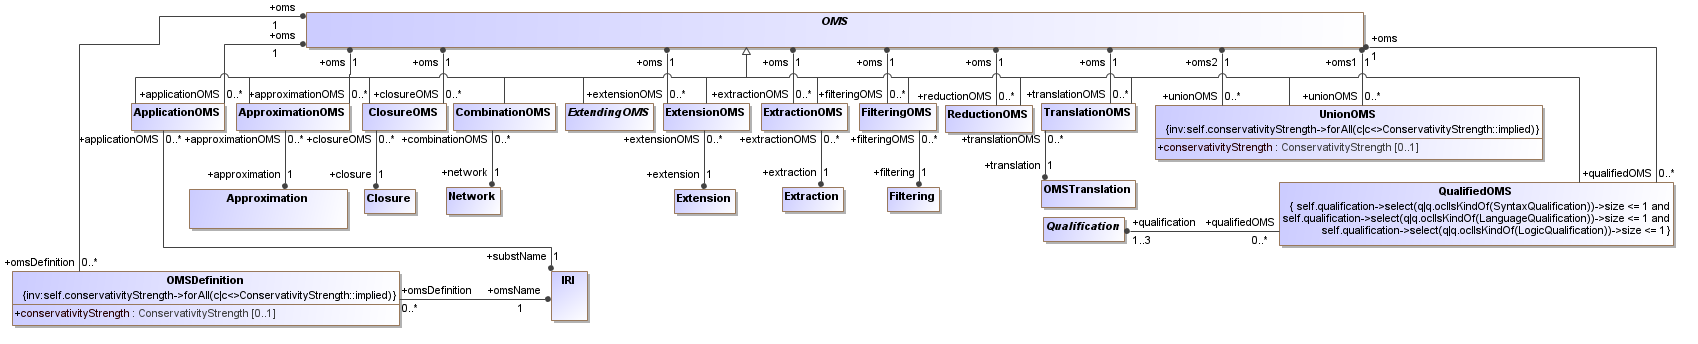 +oms
1
OMS
+oms
1
+oms
1
+oms 1
+oms 1
+oms 1
+oms 1
+oms 1
+oms 1
+oms 1
+oms2 1
+oms1 1
+applicationOMS 0..*
+approximationOMS 0..*
+closureOMS 0..*
+extensionOMS 0..*
+extractionOMS 0..*
+filteringOMS 0..*
+reductionOMS 0..*
+translationOMS 0..*
+unionOMS 0..*
+unionOMS 0..*
ApplicationOMS
ApproximationOMS
ClosureOMS
CombinationOMS
ExtendingOMS
ExtensionOMS
ExtractionOMS
FilteringOMS
ReductionOMS
TranslationOMS
UnionOMS
{inv:self.conservativityStrength->forAll(c|c<>ConservativityStrength::implied)}
+conservativityStrength : ConservativityStrength [0..1]
+applicationOMS 0..*
+approximationOMS 0..*
+closureOMS 0..*
+combinationOMS 0..*
+extensionOMS 0..*
+extractionOMS 0..*
+filteringOMS 0..*
+translationOMS 0..*
+approximation 1
+closure 1
+network 1
+extension 1
+extraction 1
+filtering 1
+translation 1
+qualifiedOMS 0..*
Approximation
Closure
Network
Extension
Extraction
Filtering
OMSTranslation
QualifiedOMS
{ self.qualification->select(q|q.oclIsKindOf(SyntaxQualification))->size <= 1 and
self.qualification->select(q|q.oclIsKindOf(LanguageQualification))->size <= 1 and
self.qualification->select(q|q.oclIsKindOf(LogicQualification))->size <= 1 }
Qualification
+qualification
1..3
+qualifiedOMS
0..*
+omsDefinition 0..*
+substName 1
OMSDefinition
{inv:self.conservativityStrength->forAll(c|c<>ConservativityStrength::implied)}
+conservativityStrength : ConservativityStrength [0..1]
+omsDefinition
0..*
+omsName
1
IRI